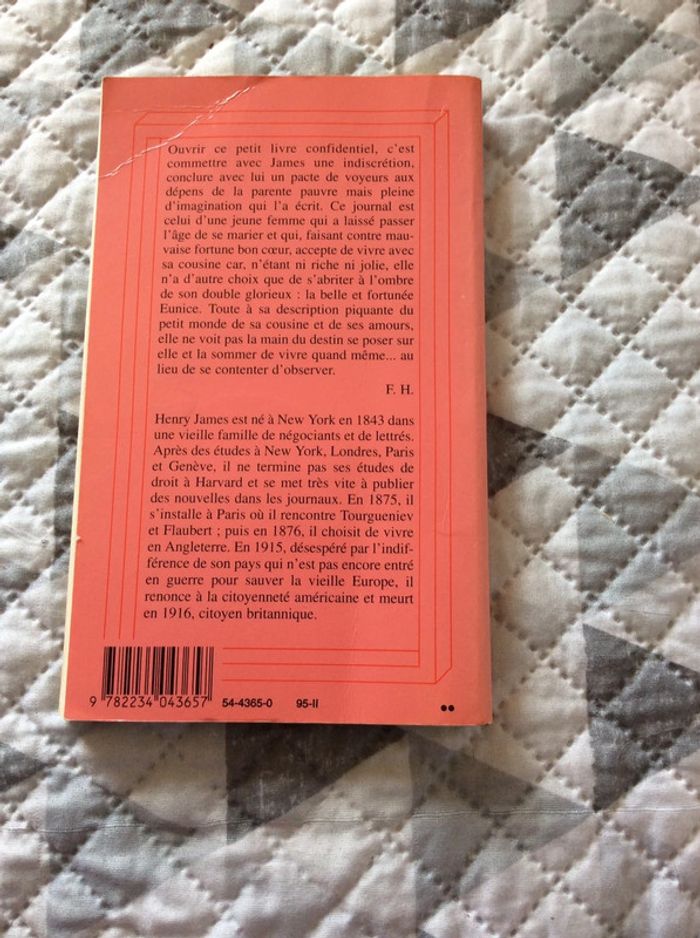 Ouvrir ce petit livre confidentiel, c'est
commettre avec James une indiscrétion,
conclure avec lui un pacte de voyeurs aux
dépens de la parente pauvre mais pleine
d'imagination qui l'a écrit. Ce journal est
celui d'une jeune femme qui a laissé passer
l'âge de se marier et qui, faisant contre mau-
vaise fortune bon cœur, accepte de vivre avec
sa cousine car, n'étant ni riche ni jolie, elle
n'a d'autre choix que de s'abriter à l'ombre
de son double glorieux : la belle et fortunée
Eunice. Toute à sa description piquante du
petit monde de sa cousine et de ses amours,
elle ne voit pas la main du destin se poser sur
elle et la sommer de vivre quand même... au
lieu de se contenter d'observer.
F. H.
Henry James est né à New York en 1843 dans
une vieille famille de négociants et de lettrés.
Après des études à New York, Londres, Paris
et Genève, il ne termine pas ses études de
droit à Harvard et se met très vite à publier
des nouvelles dans les journaux. En 1875, il
s'installe à Paris où il rencontre Tourgueniev
et Flaubert ; puis en 1876, il choisit de vivre
en Angleterre. En 1915, désespéré par l'indif-
férence de son pays qui n'est pas encore entré
en guerre pour sauver la vieille Europe, il
renonce à la citoyenneté américaine et meurt
en 1916, citoyen britannique.
9 782234 043657 54-4365-0 95-II